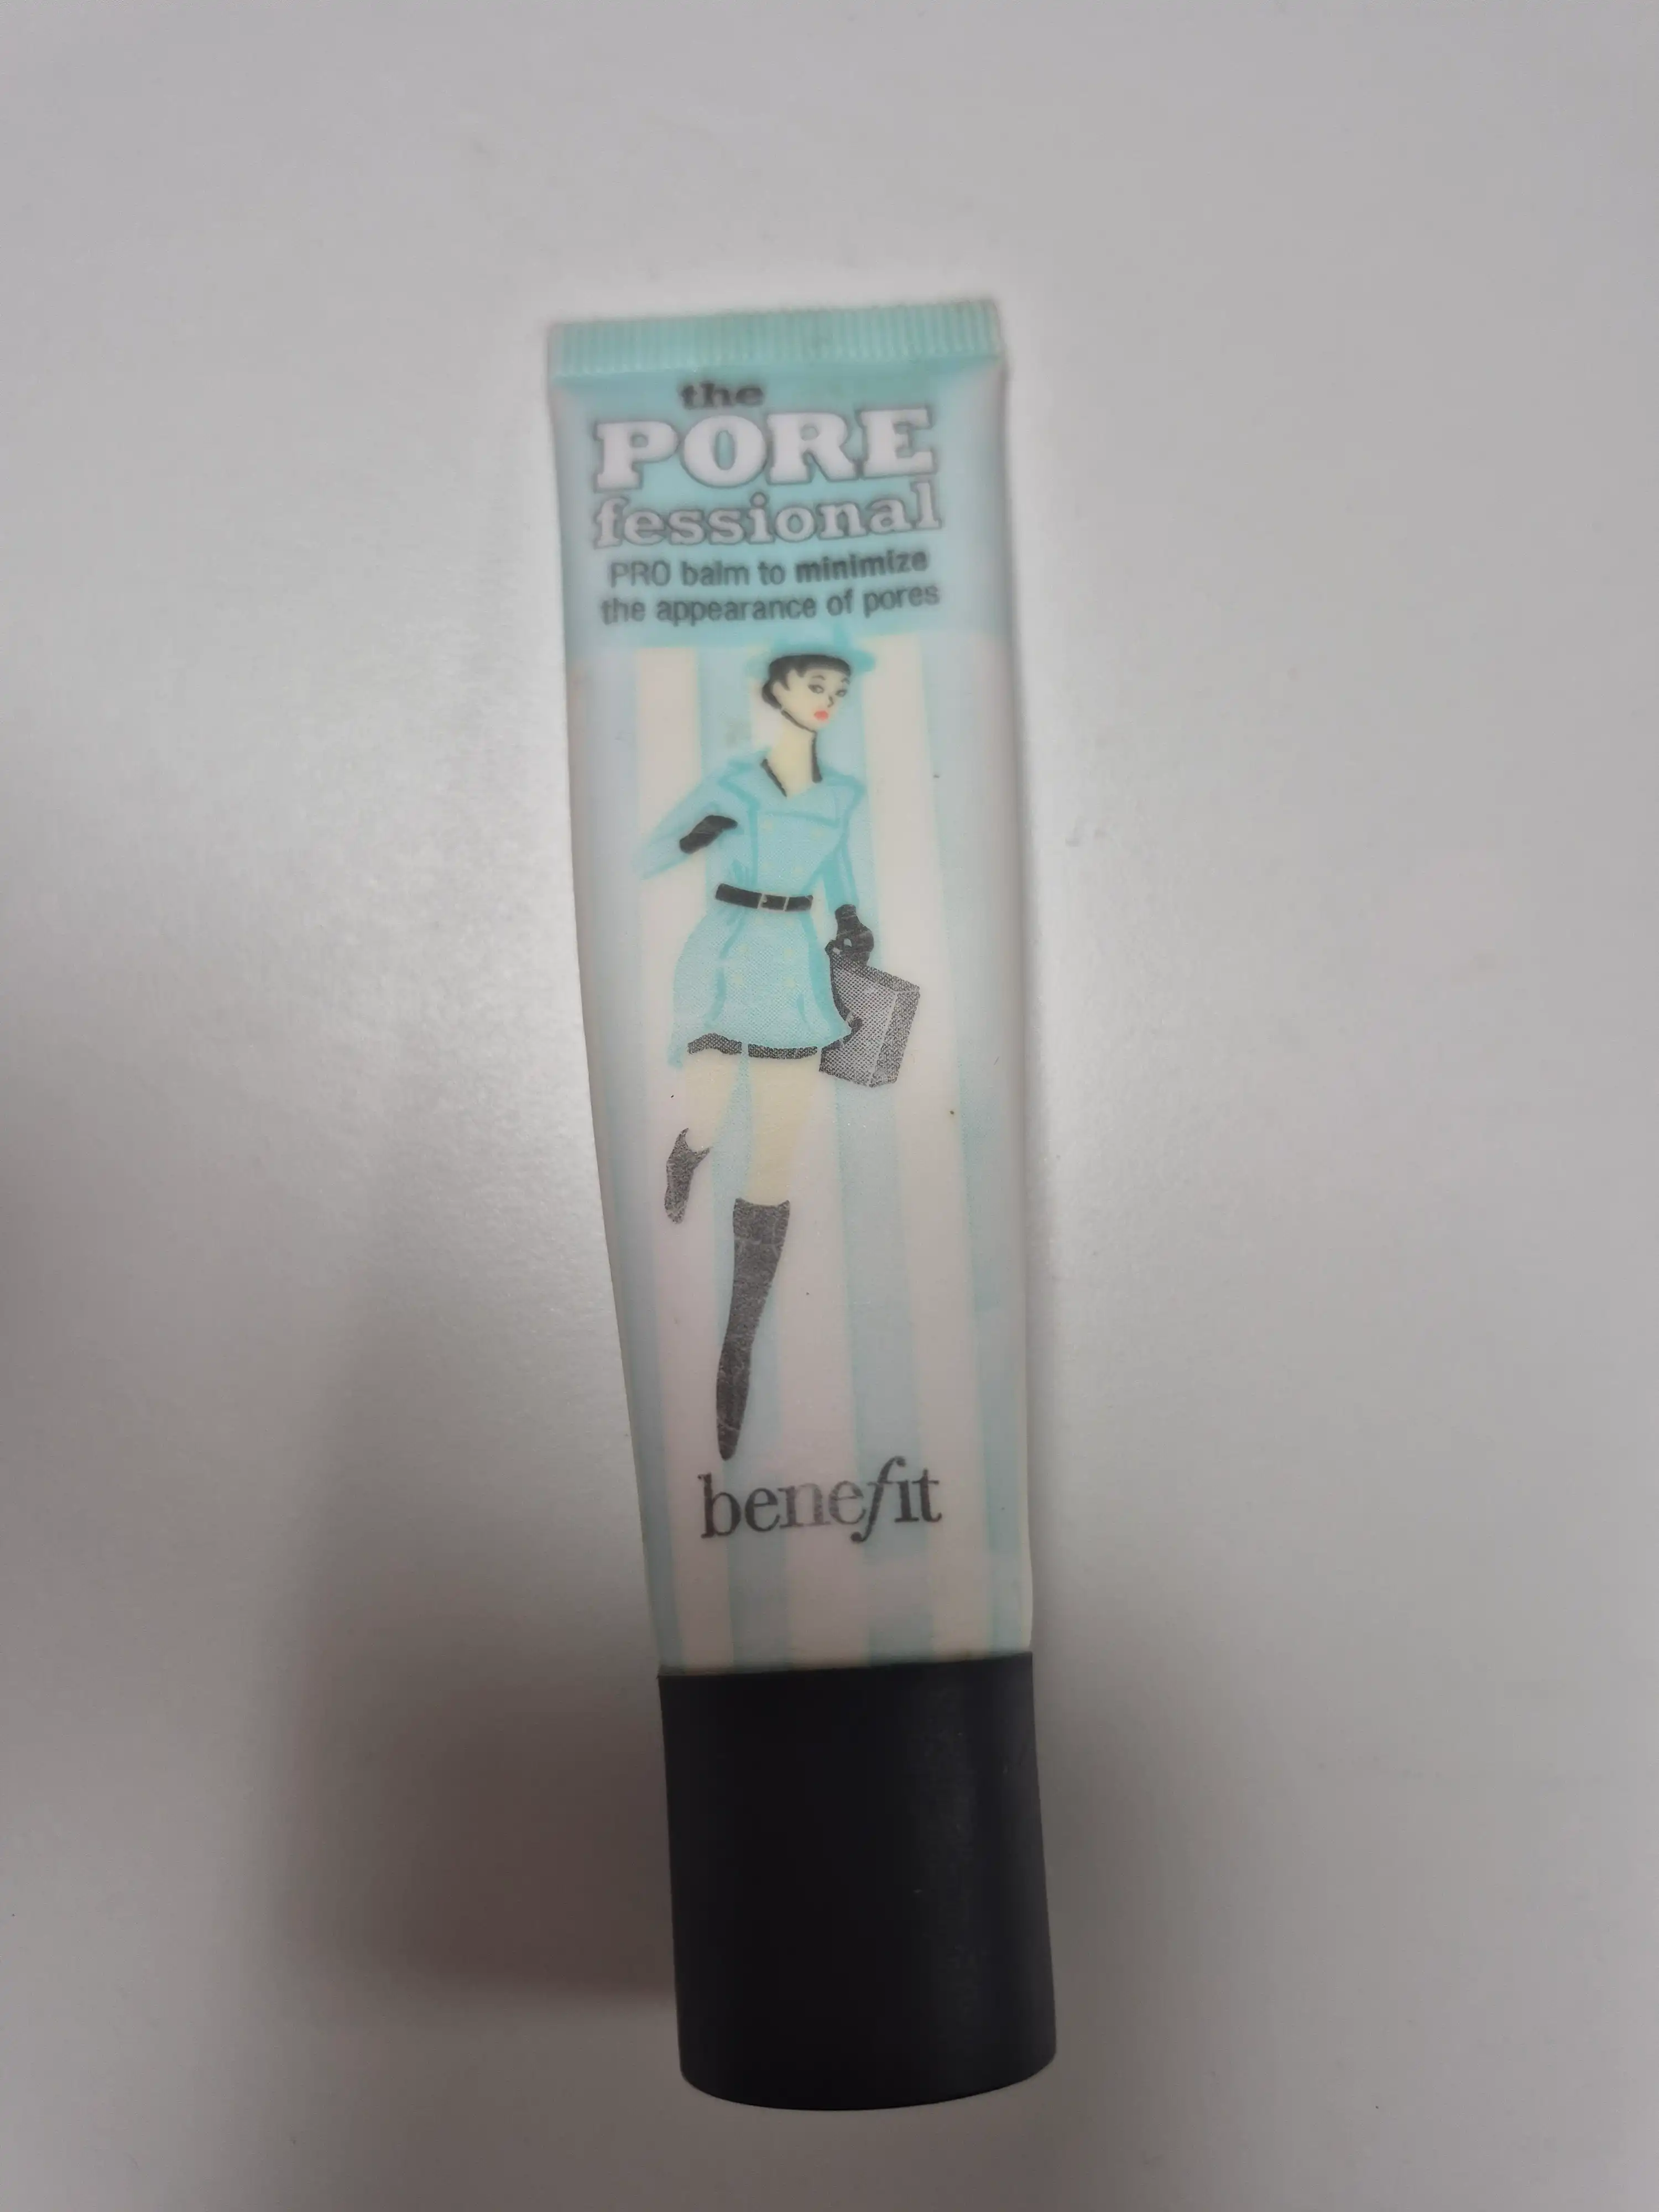 the
PORE
fessional
PRO balm to minimize
the appearance of pores
benefit